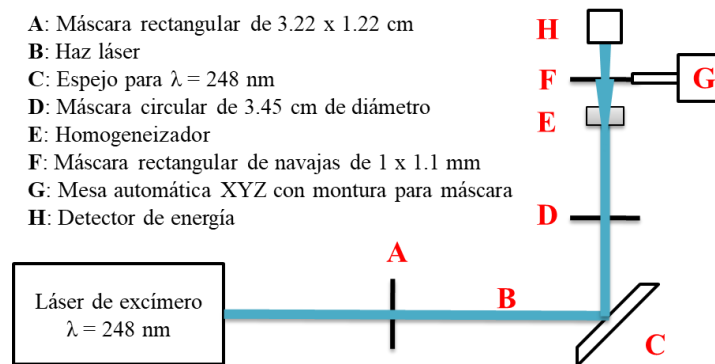 A: Máscara rectangular de 3.22 x 1.22 cm
B: Haz láser
C: Espejo para λ = 248 nm
D: Máscara circular de 3.45 cm de diámetro
E: Homogeneizador
F: Máscara rectangular de navajas de 1 x 1.1 mm
G: Mesa automática XYZ con montura para máscara
H: Detector de energía
H
F
G
E
D
A
B
C
Láser de excímero
λ = 248 nm